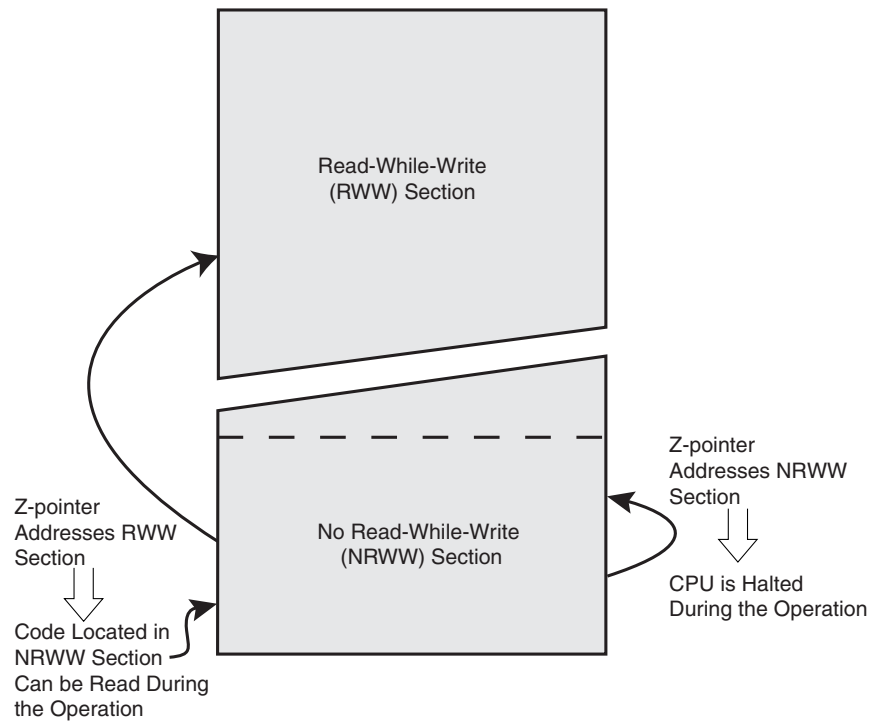 Read-While-Write
(RWW) Section
Z-pointer
Addresses NRWW
Section
Z-pointer
Addresses RWW
Section
No Read-While-Write
(NRWW) Section
CPU is Halted
During the Operation
Code Located in
NRWW Section
Can be Read During
the Operation